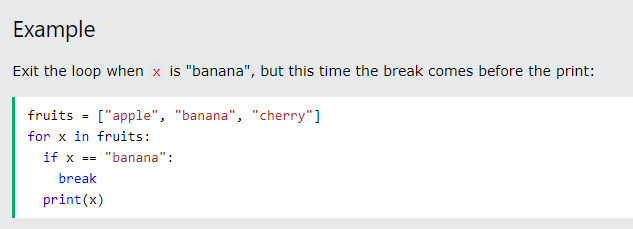 Example
Exit the loop when x is "banana", but this time the break comes before the print:
fruits = ["apple", "banana", "cherry"]
for x in fruits:
  if x == "banana":
    break
  print(x)